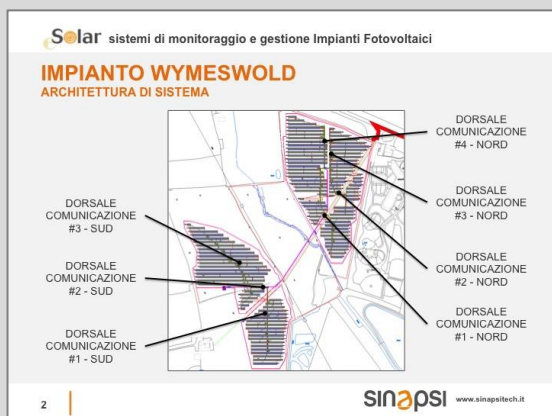 eSolar sistemi di monitoraggio e gestione Impianti Fotovoltaici
IMPIANTO WYMESWOLD
ARCHITETTURA DI SISTEMA
DORSALE
COMUNICAZIONE
#4 - NORD
DORSALE
COMUNICAZIONE
#3 - NORD
DORSALE
COMUNICAZIONE
#2 - NORD
DORSALE
COMUNICAZIONE
#1 - NORD
DORSALE
COMUNICAZIONE
#3 - SUD
DORSALE
COMUNICAZIONE
#2 - SUD
DORSALE
COMUNICAZIONE
#1 - SUD
2
sinapsi www.sinapsitech.it